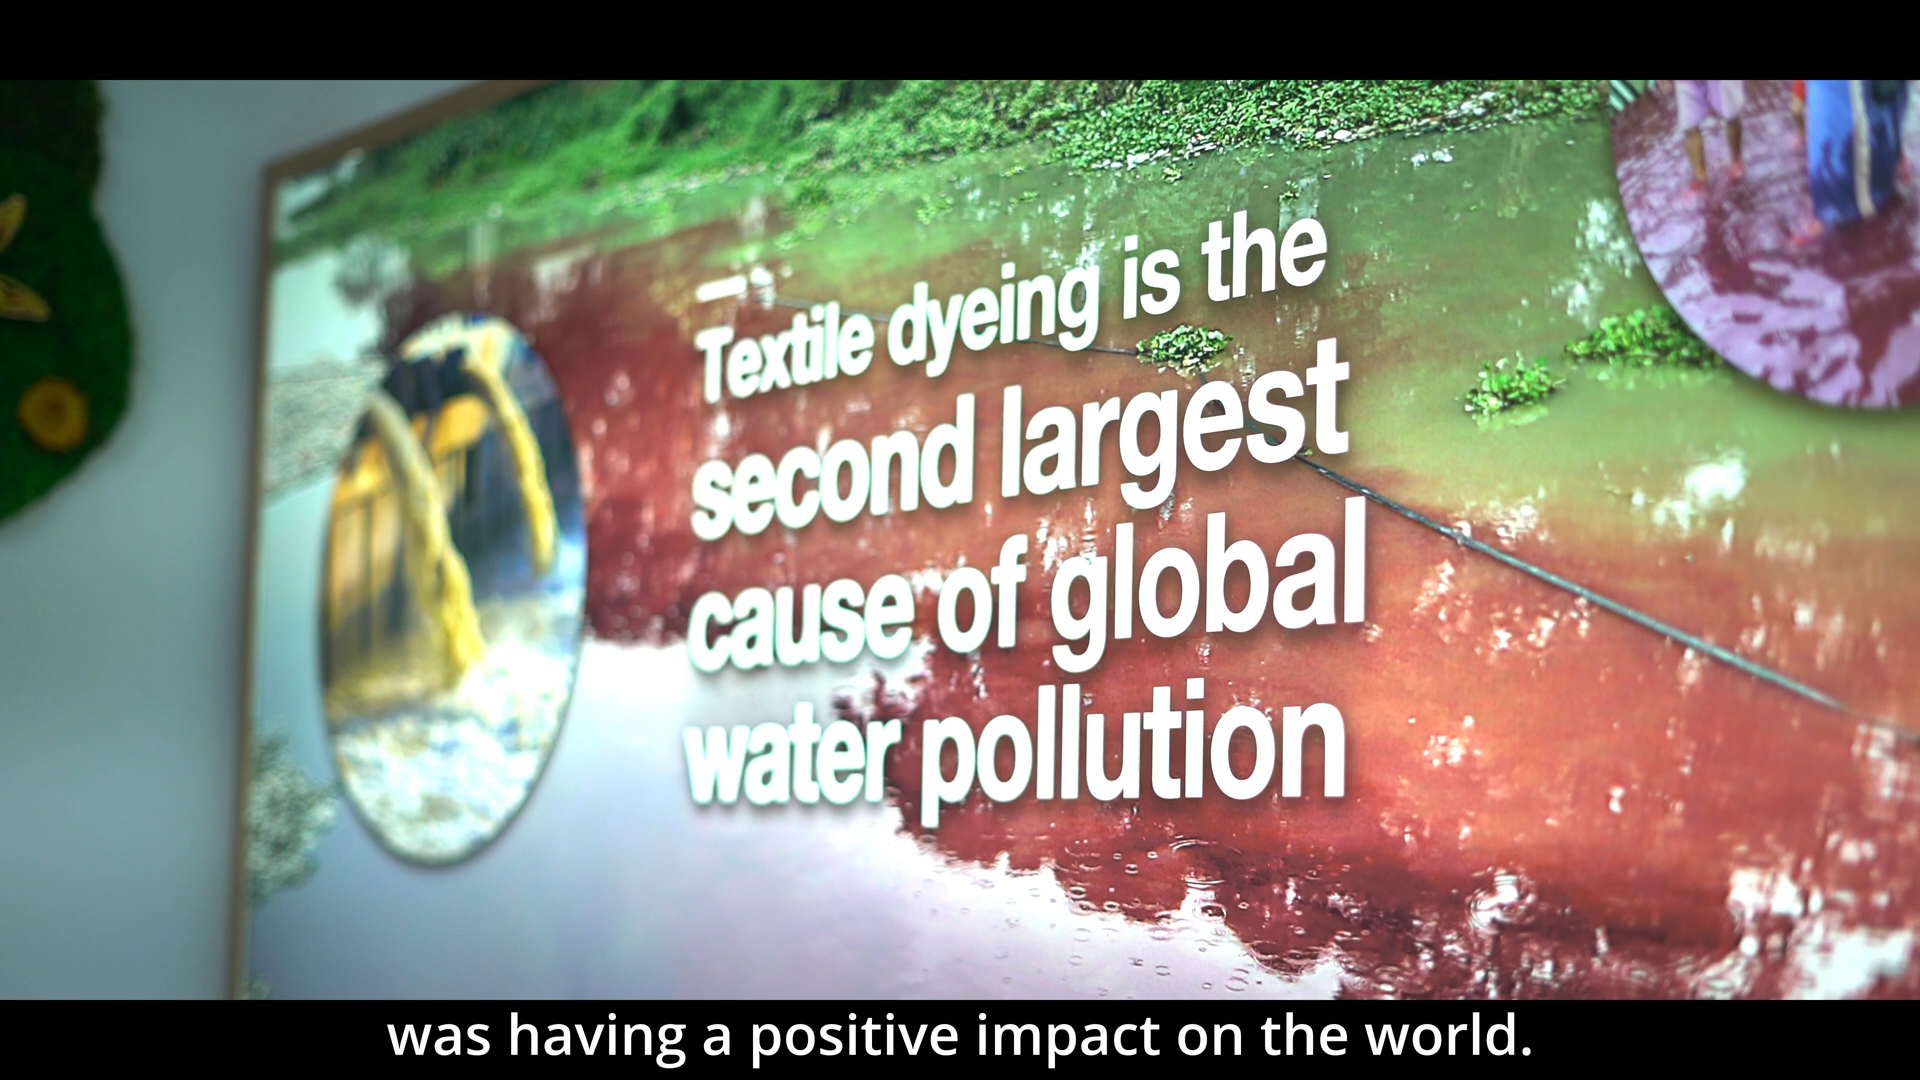 Textile dyeing is the
second largest
cause of global
water pollution
was having a positive impact on the world.